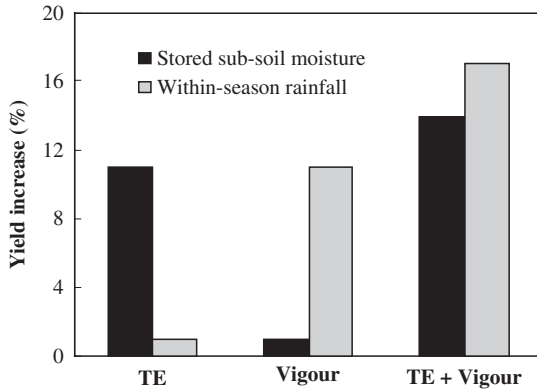 20
16
12
8
4
0
Yield increase (%)
Stored sub-soil moisture
Within-season rainfall
TE
Vigour
TE + Vigour